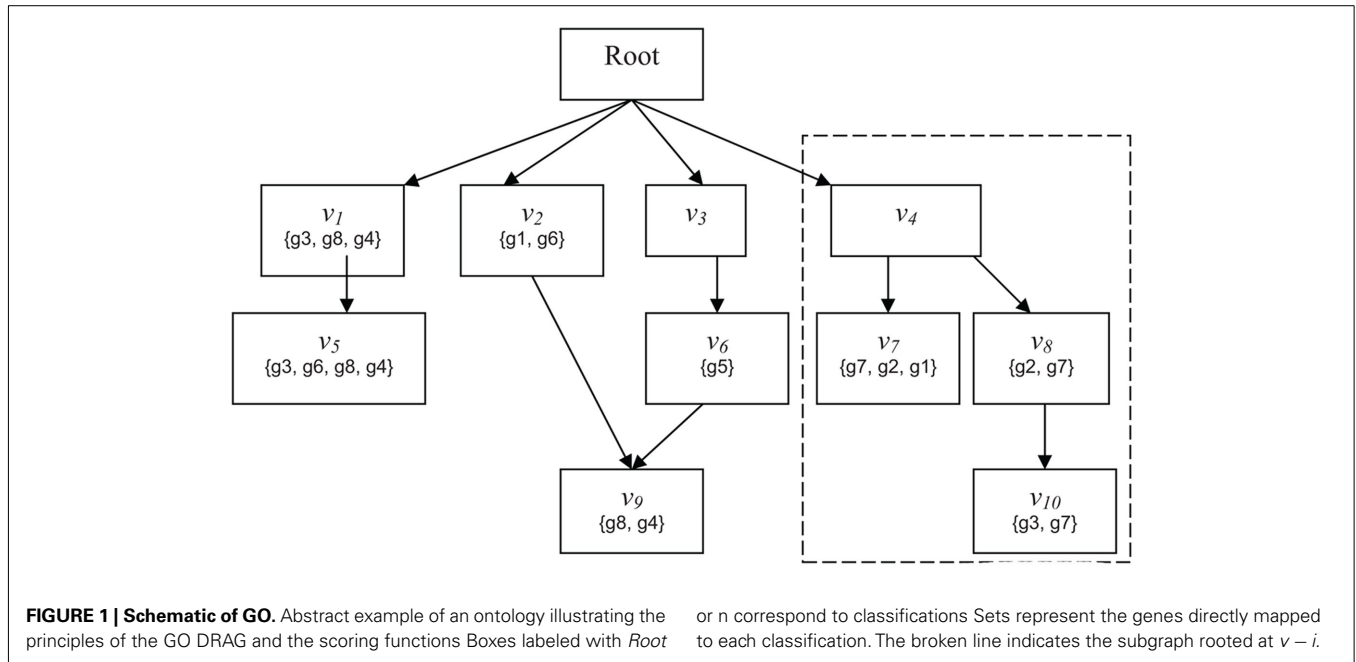 Root
v1
{g3, g8, g4}
v2
{g1, g6}
v3
v4
v5
{g3, g6, g8, g4}
v6
{g5}
v7
{g7, g2, g1}
v8
{g2, g7}
v9
{g8, g4}
v10
{g3, g7}
FIGURE 1 | Schematic of GO. Abstract example of an ontology illustrating the
principles of the GO DRAG and the scoring functions Boxes labeled with Root
or n correspond to classifications Sets represent the genes directly mapped
to each classification. The broken line indicates the subgraph rooted at v – i.